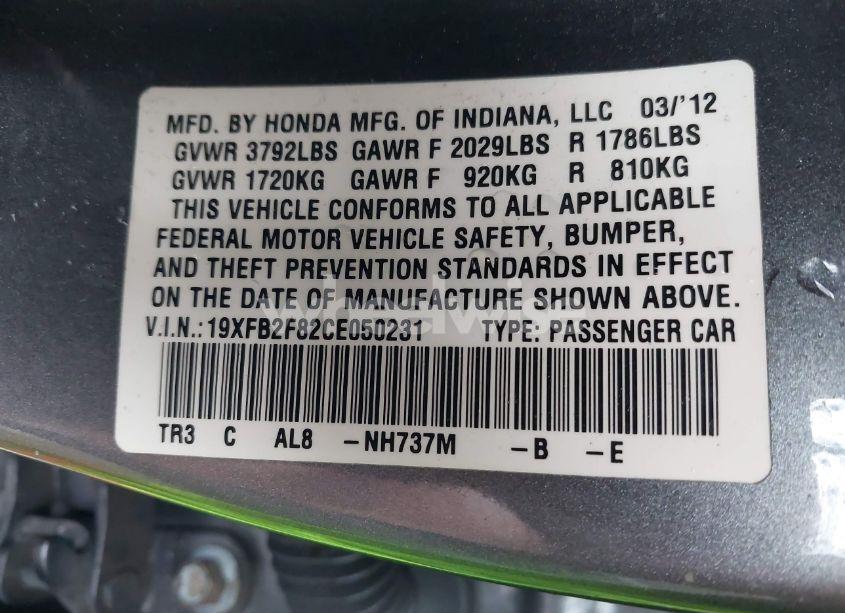 MFD. BY HONDA MFG. OF INDIANA, LLC 03/'12
GVWR 3792LBS GAWR F 2029LBS R 1786LBS
GVWR 1720KG GAWR F 920KG R 810KG
THIS VEHICLE CONFORMS TO ALL APPLICABLE
FEDERAL MOTOR VEHICLE SAFETY, BUMPER,
AND THEFT PREVENTION STANDARDS IN EFFECT
ON THE DATE OF MANUFACTURE SHOWN ABOVE.
wheelwise
V.I.N.:19XFB2F82CE050231 TYPE: PASSENGER CAR
TR3 C AL8 -NH737M -B -E